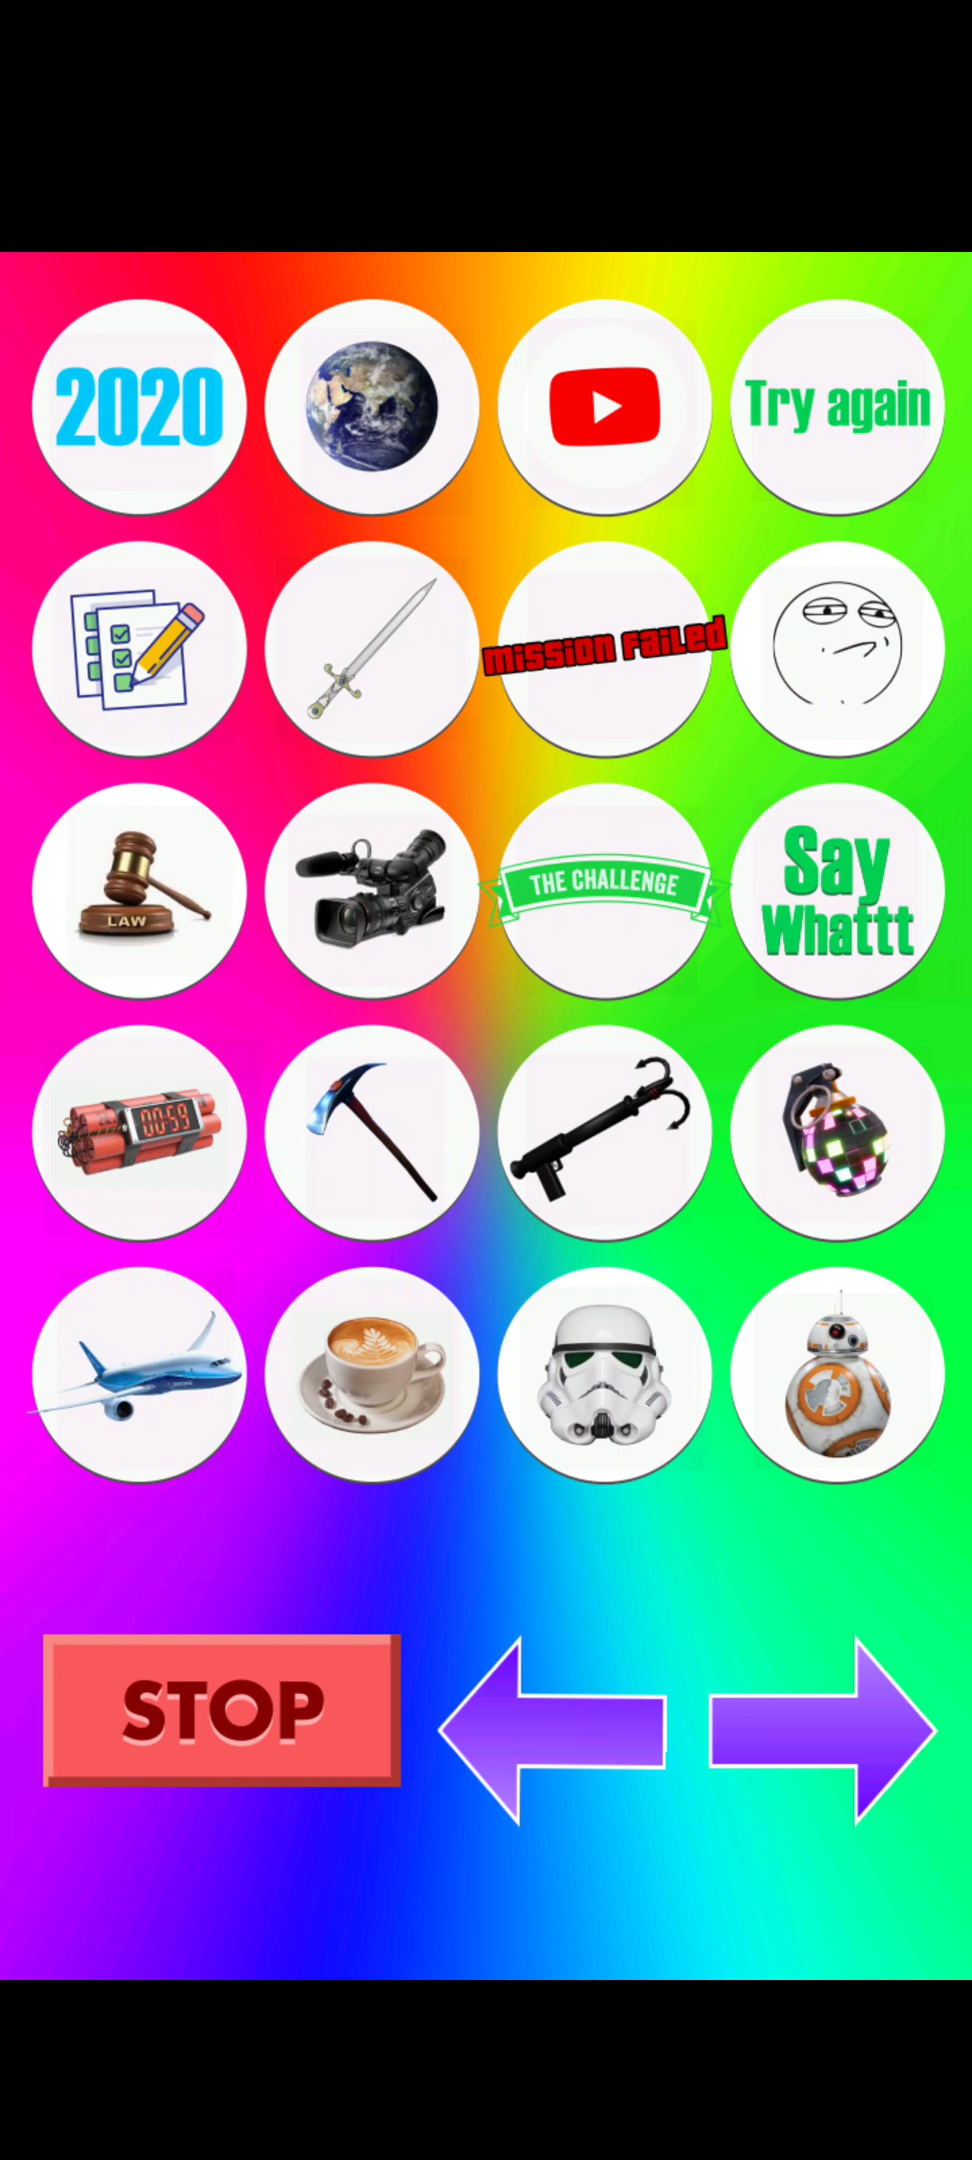 2020
Try again
mission failed
LAW
THE CHALLENGE
Say
Whattt
00:59
STOP